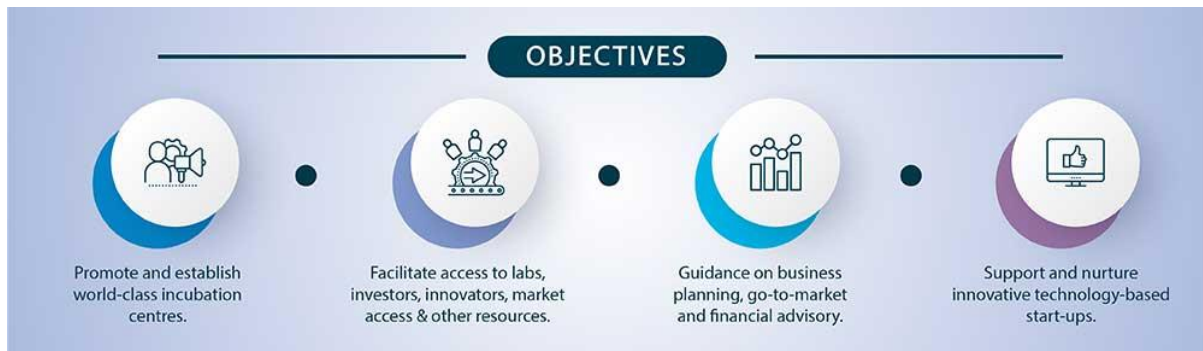 OBJECTIVES
Promote and establish
world-class incubation
centres.
Facilitate access to labs,
investors, innovators, market
access & other resources.
Guidance on business
planning, go-to-market
and financial advisory.
Support and nurture
innovative technology-based
start-ups.